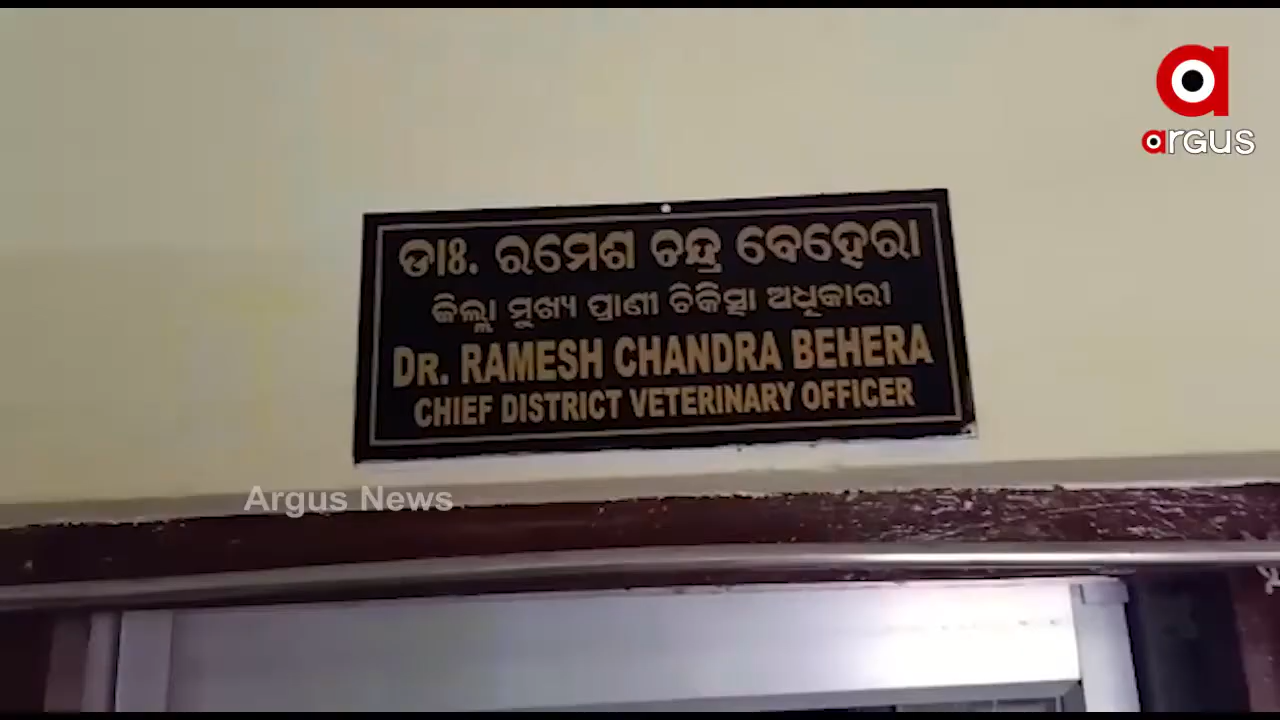 ଡାଃ. ରମେଶ ଚନ୍ଦ୍ର ବେହେରା
ଜିଲ୍ଲା ମୁଖ୍ୟ ପ୍ରାଣୀ ଚିକିତ୍ସା ଅଧିକାରୀ
DR. RAMESH CHANDRA BEHERA
CHIEF DISTRICT VETERINARY OFFICER
a
argus
Argus News